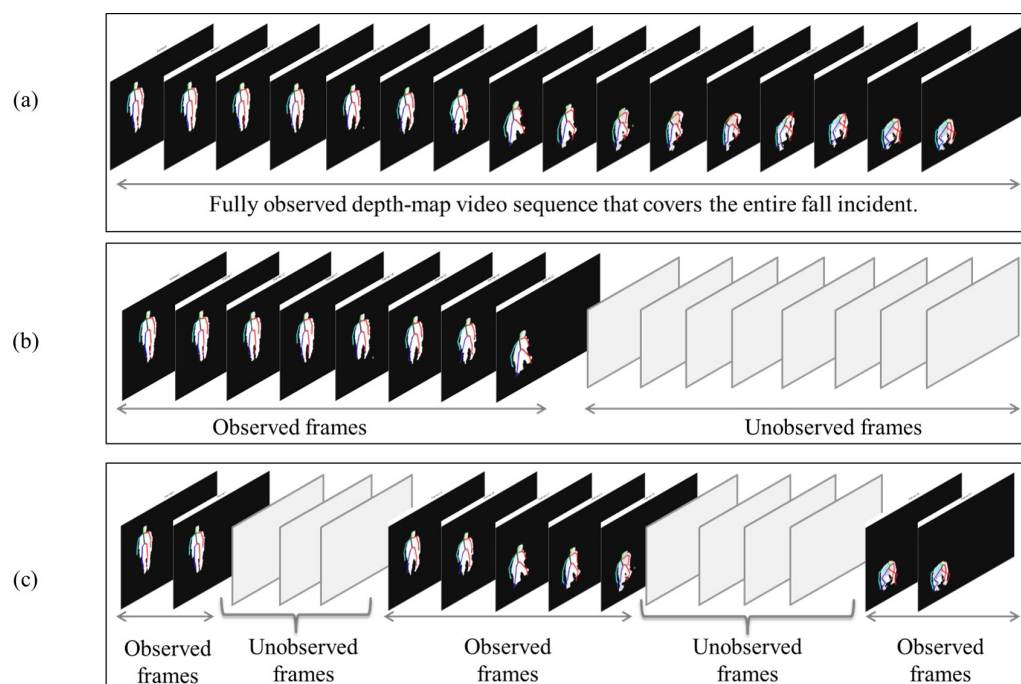 (a)
Fully observed depth-map video sequence that covers the entire fall incident.
(b)
Observed frames
Unobserved frames
(c)
Observed
frames
Unobserved
frames
Observed
frames
Unobserved
frames
Observed
frames